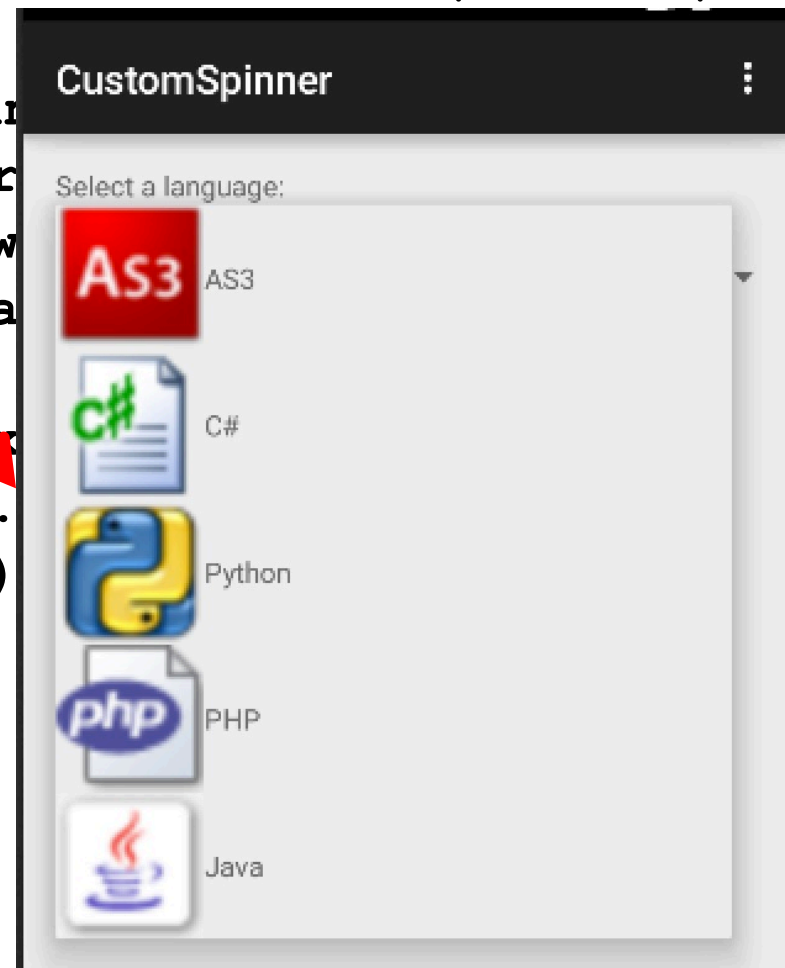 CustomSpinner
Select a language:
AS3 AS3
C# C#
Python
php PHP
Java